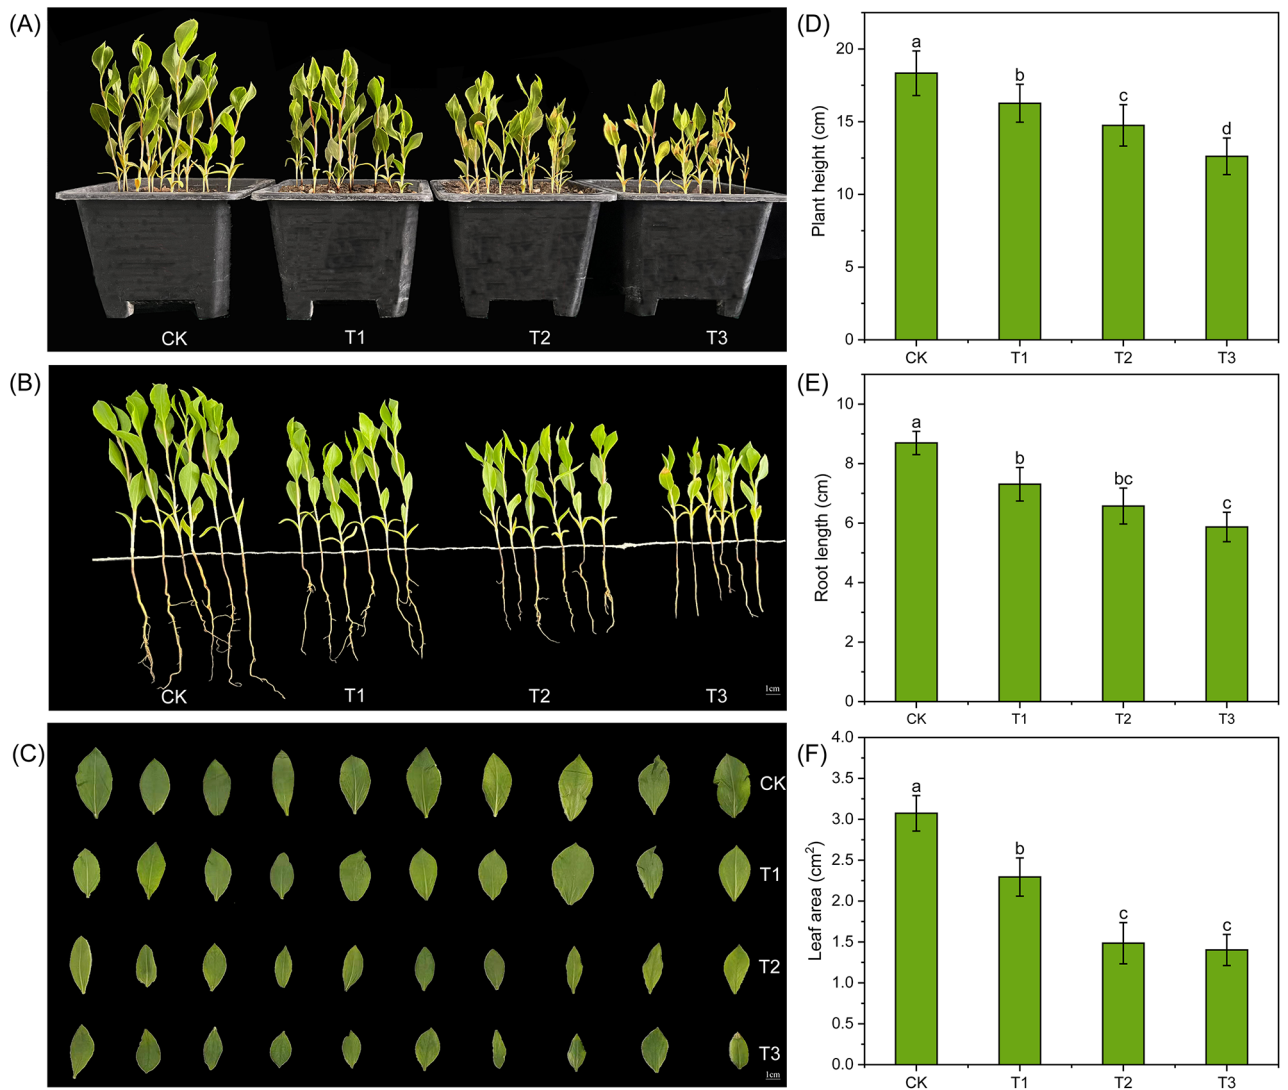 (A)
CK T1 T2 T3
(B)
CK T1 T2 T3
1cm
(C)
CK
T1
T2
T3
1cm
(D)
Plant height (cm)
20
15
10
5
0
a
b
c
d
CK T1 T2 T3
(E)
Root length (cm)
10
8
6
4
2
0
a
b
bc
c
CK T1 T2 T3
(F)
Leaf area (cm²)
4.0
3.5
3.0
2.5
2.0
1.5
1.0
0.5
0.0
a
b
c
c
CK T1 T2 T3